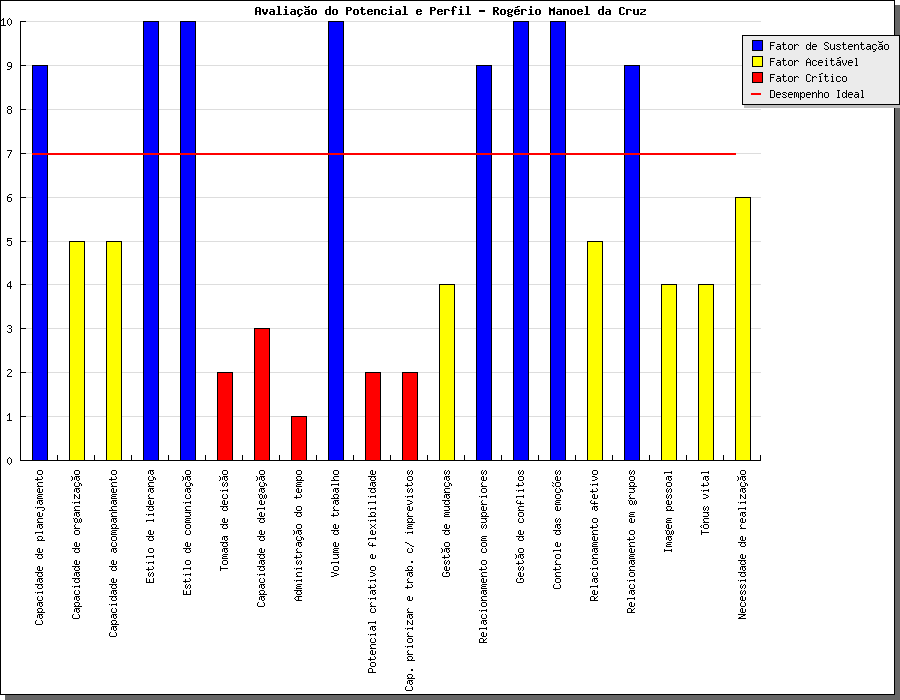 Avaliação do Potencial e Perfil - Rogério Manoel da Cruz
Fator de Sustentação
Fator Aceitável
Fator Crítico
Desempenho Ideal
10
9
8
7
6
5
4
3
2
1
0
Capacidade de planejamento
Capacidade de organização
Capacidade de acompanhamento
Estilo de liderança
Estilo de comunicação
Tomada de decisão
Capacidade de delegação
Administração do tempo
Volume de trabalho
Potencial criativo e flexibilidade
Cap. priorizar e trab. c/ imprevistos
Gestão de mudanças
Relacionamento com superiores
Gestão de conflitos
Controle das emoções
Relacionamento afetivo
Relacionamento em grupos
Imagem pessoal
Tônus vital
Necessidade de realização